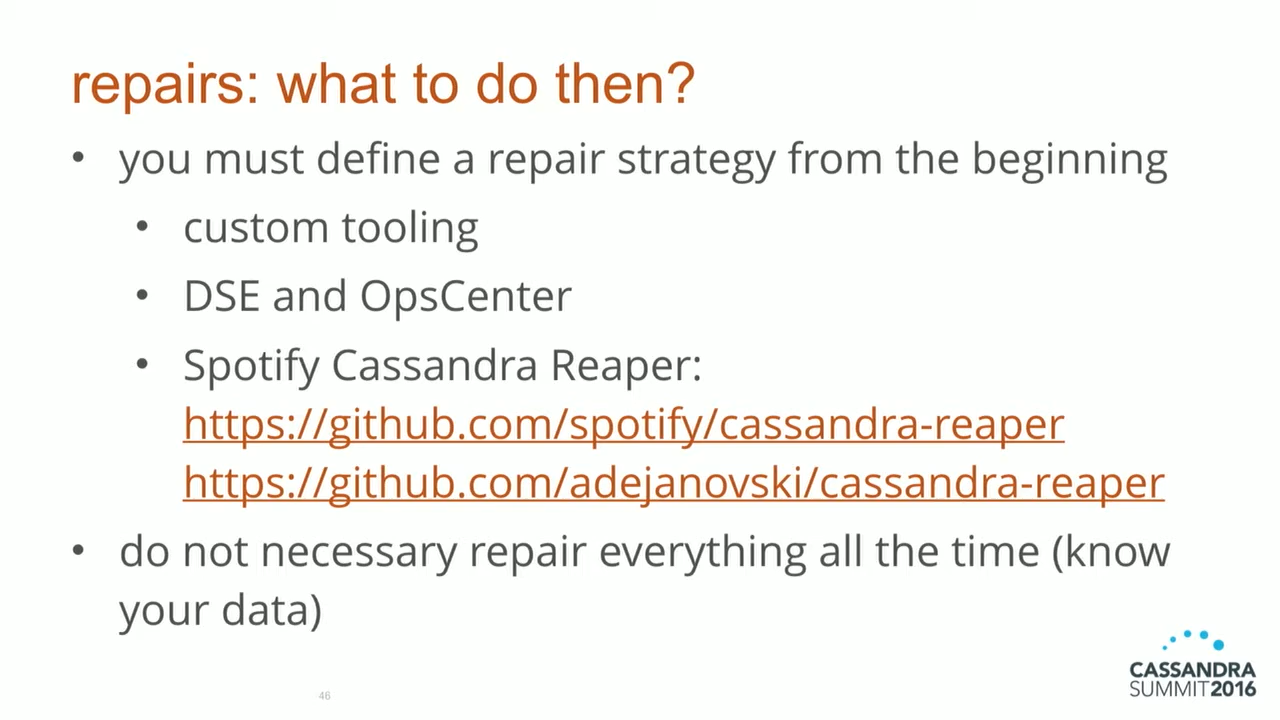 repairs: what to do then?
• you must define a repair strategy from the beginning
• custom tooling
• DSE and OpsCenter
• Spotify Cassandra Reaper:
https://github.com/spotify/cassandra-reaper
https://github.com/adejanovski/cassandra-reaper
• do not necessary repair everything all the time (know
your data)
46
CASSANDRA
SUMMIT2016